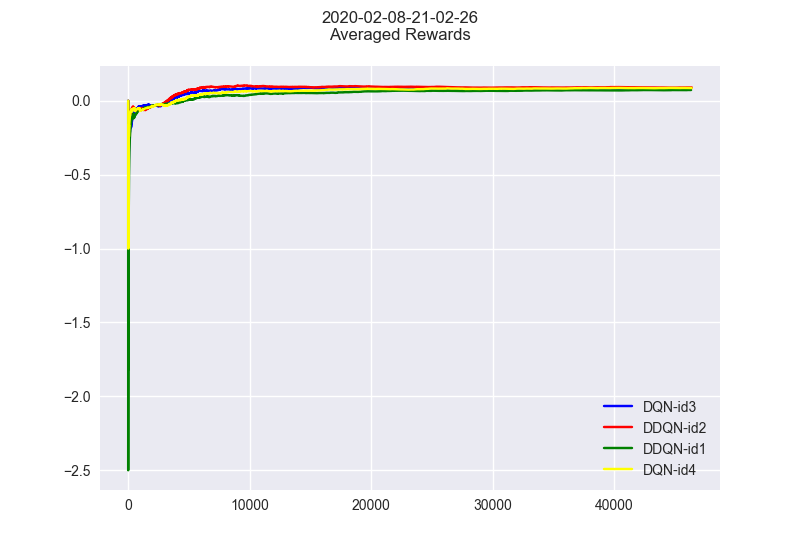 2020-02-08-21-02-26
Averaged Rewards
0.0
−0.5
−1.0
−1.5
−2.0
−2.5
0
10000
20000
30000
40000
DQN-id3
DDQN-id2
DDQN-id1
DQN-id4